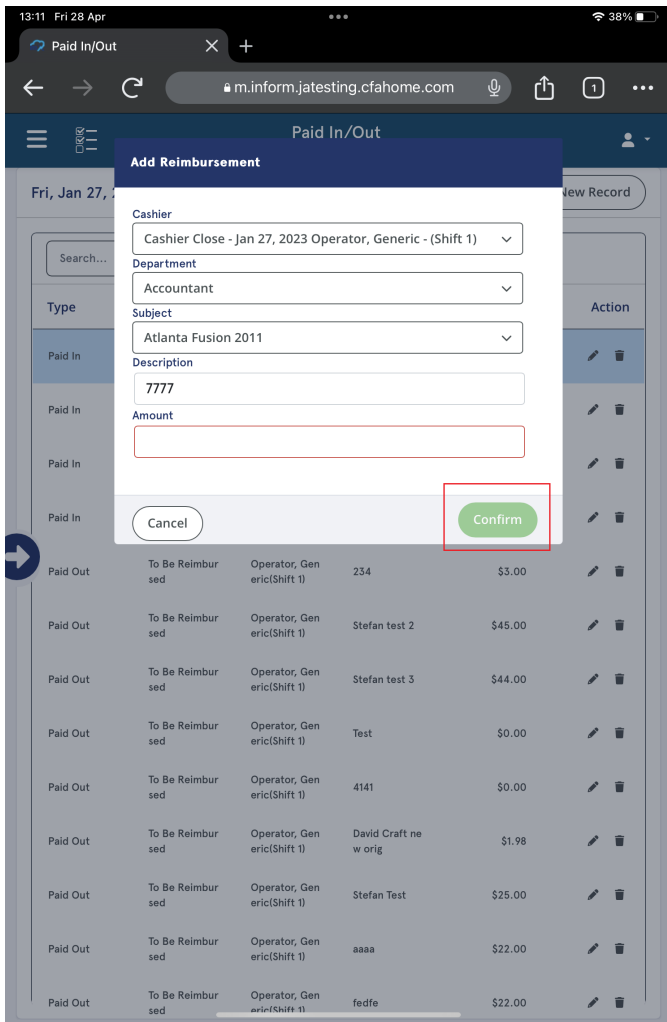 13:11 Fri 28 Apr
38%
Paid In/Out
m.inform.jatesting.cfahome.com
1
Paid In/Out
Add Reimbursement
Fri, Jan 27,
New Record
Cashier
Cashier Close - Jan 27, 2023 Operator, Generic - (Shift 1)
Search...
Department
Accountant
Type
Action
Subject
Atlanta Fusion 2011
Paid In
Description
7777
Paid In
Amount
Paid In
Paid In
Cancel
Confirm
Paid Out To Be Reimbur Operator, Gen 234 $3.00
sed eric(Shift 1)
Paid Out To Be Reimbur Operator, Gen Stefan test 2 $45.00
sed eric(Shift 1)
Paid Out To Be Reimbur Operator, Gen Stefan test 3 $44.00
sed eric(Shift 1)
Paid Out To Be Reimbur Operator, Gen Test $0.00
sed eric(Shift 1)
Paid Out To Be Reimbur Operator, Gen 4141 $0.00
sed eric(Shift 1)
Paid Out To Be Reimbur Operator, Gen David Craft ne $1.98
sed eric(Shift 1) w orig
Paid Out To Be Reimbur Operator, Gen Stefan Test $25.00
sed eric(Shift 1)
Paid Out To Be Reimbur Operator, Gen aaaa $22.00
sed eric(Shift 1)
Paid Out To Be Reimbur Operator, Gen fedfe $22.00
sed eric(Shift 1)